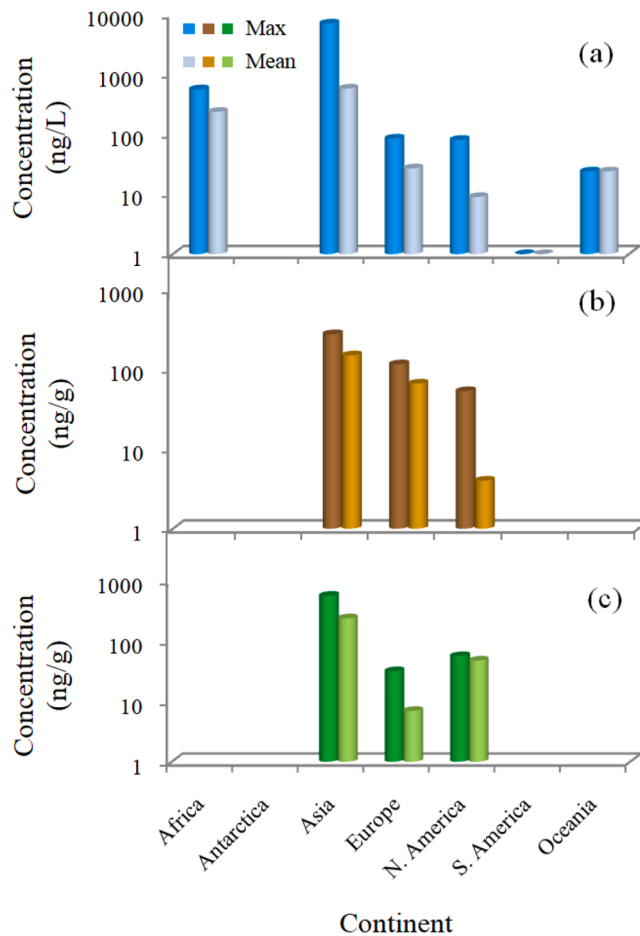 10000
1000
100
10
1
Concentration
(ng/L)
Max
Mean
(a)
1000
100
10
1
Concentration
(ng/g)
(b)
1000
100
10
1
Concentration
(ng/g)
(c)
Africa
Antarctica
Asia
Europe
N. America
S. America
Oceania
Continent